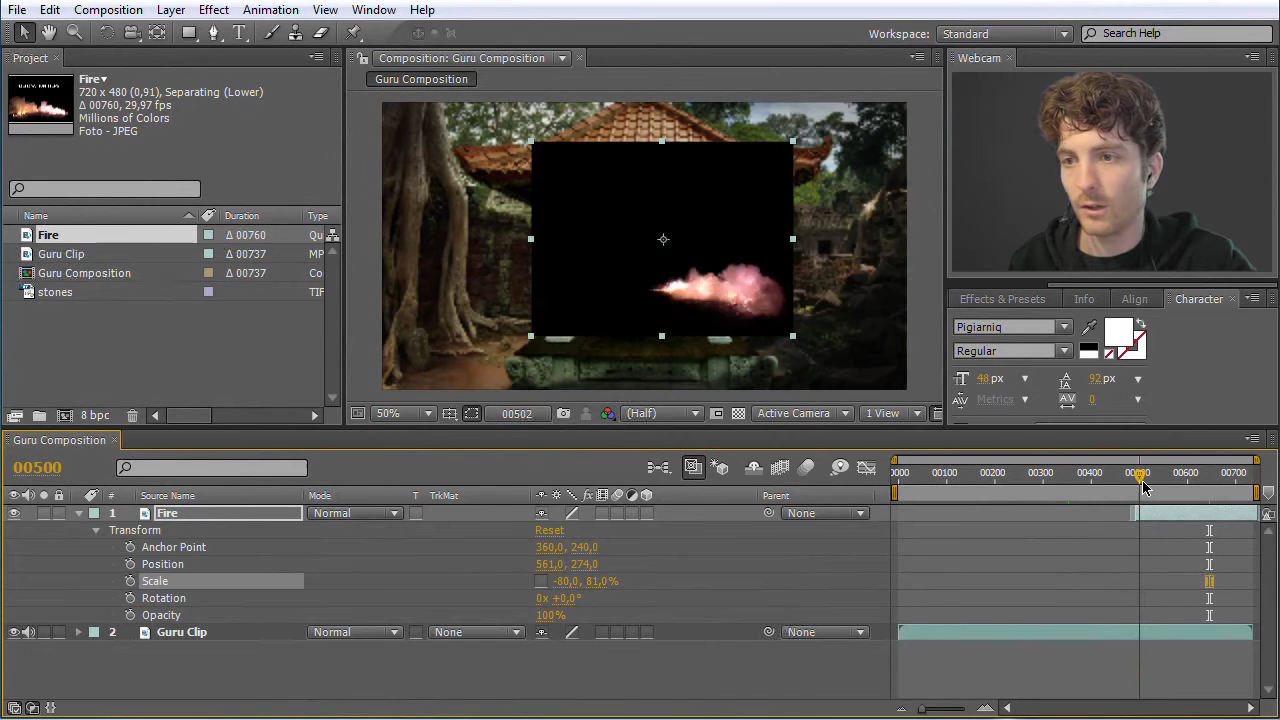 File Edit Composition Layer Effect Animation View Window Help
Workspace: Standard Search Help
Project
Composition: Guru Composition
Webcam
Guru Composition
Fire▾
720 x 480 (0,91), Separating (Lower)
Δ 00760, 29,97 fps
Millions of Colors
Foto - JPEG
Name Duration Type
Fire Δ 00760 Qu
Guru Clip Δ 00737 MP
Guru Composition Δ 00737 Co
stones TIF
8 bpc
50% 00502 (Half) Active Camera 1 View
Effects & Presets Info Align Character
Pigiarniq
Regular
48 px 92 px
Metrics 0
Guru Composition
00500
0000 00100 00200 00300 00400 00600 00700
# Source Name Mode T TrkMat Parent
1 Fire Normal None
Transform Reset
Anchor Point 360,0, 240,0
Position 561,0, 274,0
Scale -80,0, 81,0%
Rotation 0x +0,0°
Opacity 100%
2 Guru Clip Normal None None